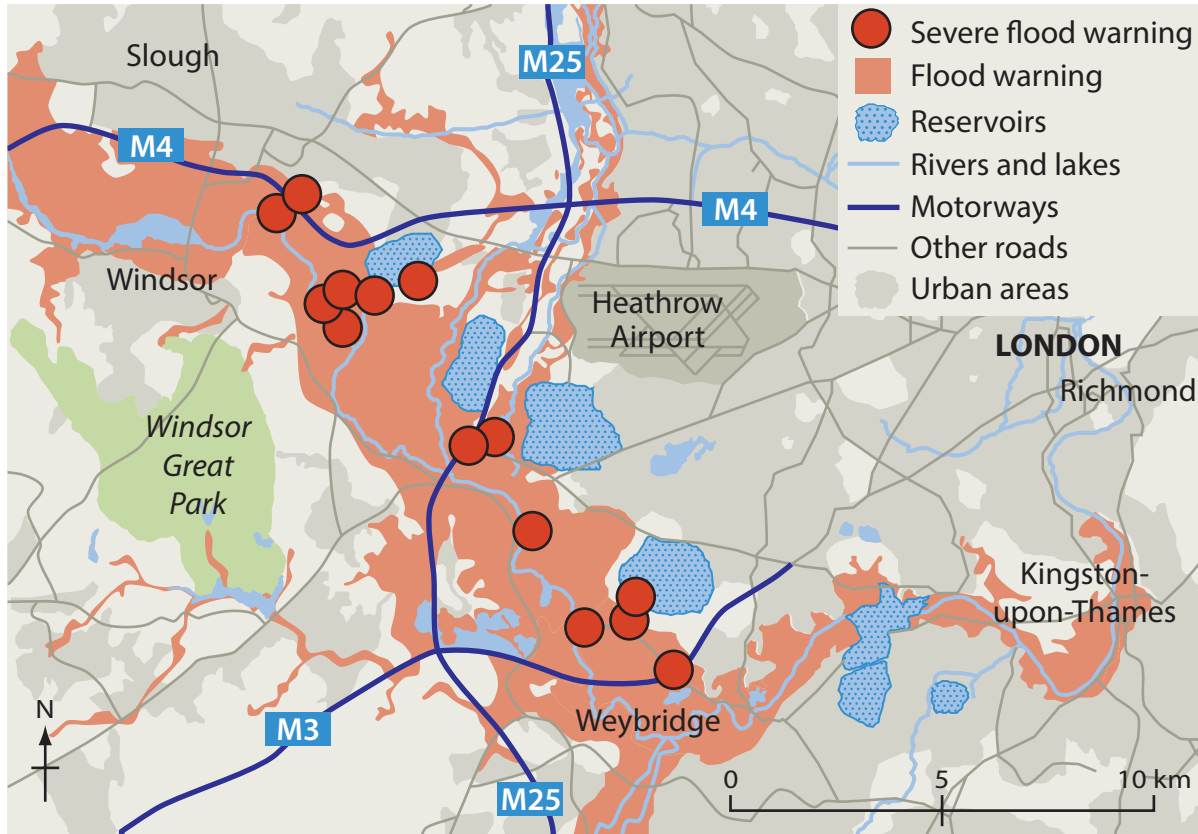 Slough
M25
M4
Severe flood warning
Flood warning
Reservoirs
Rivers and lakes
Motorways
Other roads
Urban areas
M4
Windsor
Heathrow
Airport
LONDON
Richmond
Windsor
Great
Park
Kingston-
upon-Thames
N
M3
Weybridge
M25
0
5
10 km